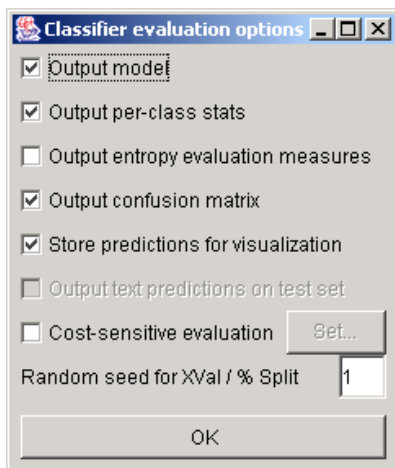 Classifier evaluation options
Output model
Output per-class stats
Output entropy evaluation measures
Output confusion matrix
Store predictions for visualization
Output text predictions on test set
Cost-sensitive evaluation Set...
Random seed for XVal / % Split 1
OK